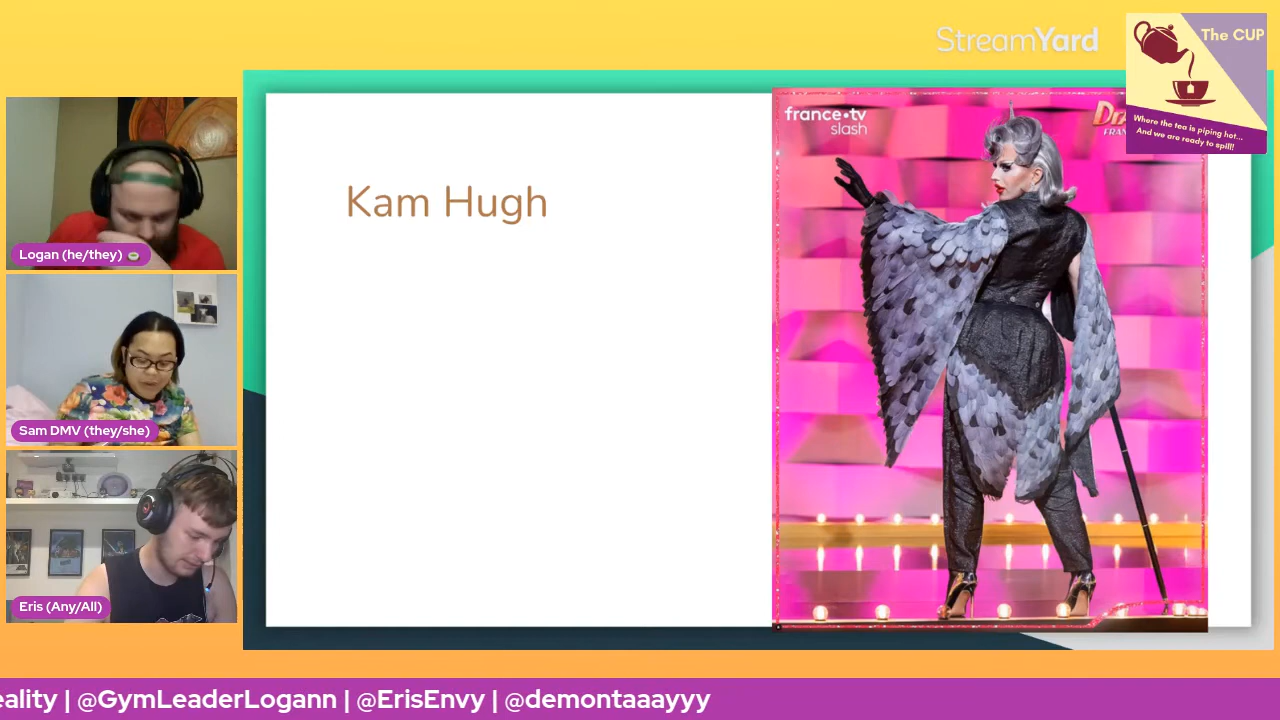 StreamYard
The CUP
Where the tea is piping hot...
And we are ready to spill!
france•tv
slash
Kam Hugh
Logan (he/they) 🍵
Sam DMV (they/she)
Eris (Any/All)
eality | @GymLeaderLogann | @ErisEnvy | @demontaaayyy